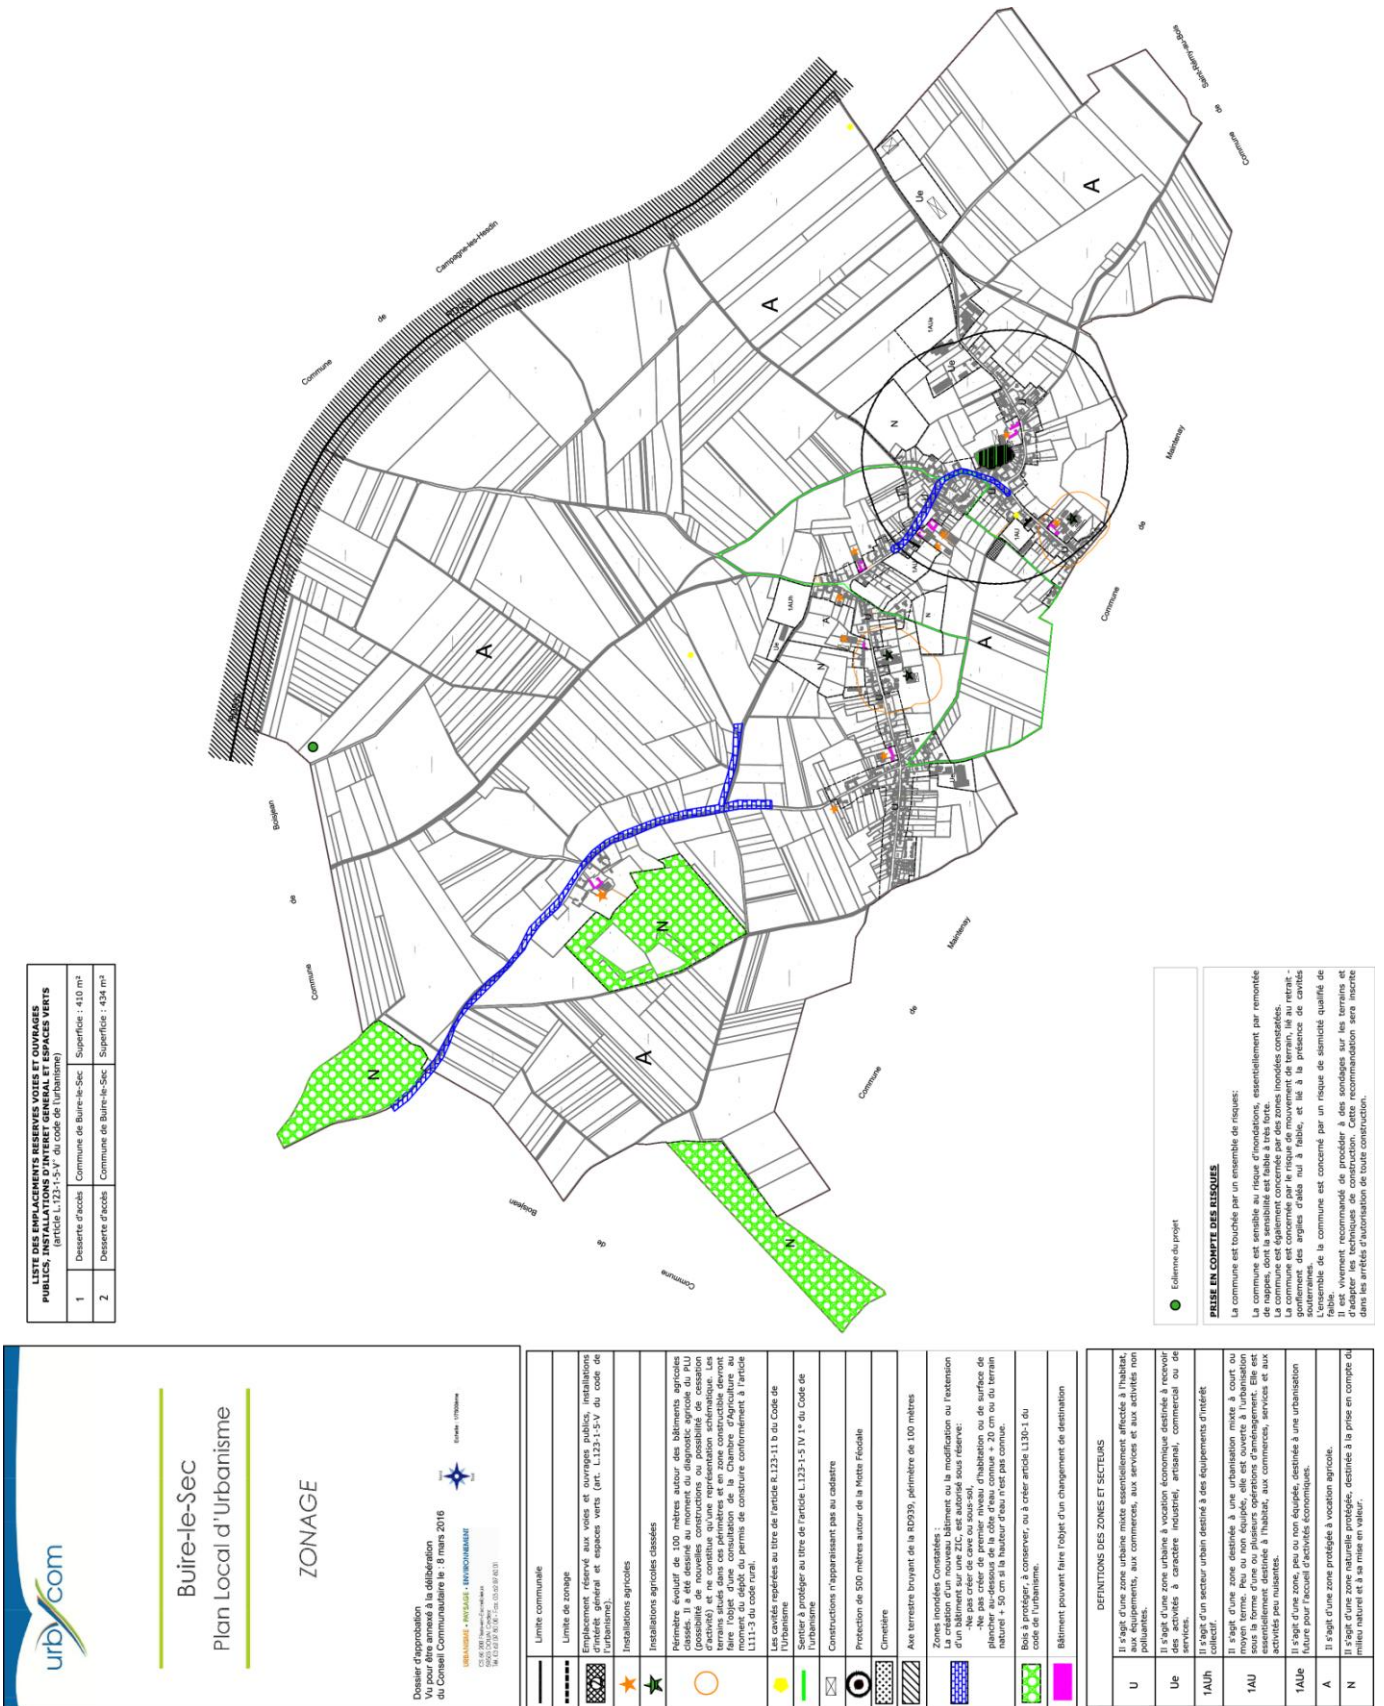 urbycom
Buire-le-Sec
Plan Local d'Urbanisme
ZONAGE
Dossier d'approbation
Vu pour être annexé à la délibération
du Conseil Communautaire le : 8 mars 2016
URBANISME • PAYSAGE • ENVIRONNEMENT
LISTE DES EMPLACEMENTS RESERVES VOIES ET OUVRAGES
PUBLICS, INSTALLATIONS D'INTERET GENERAL ET ESPACES VERTS
(article L.123-1-5-V° du code de l'urbanisme)
1 Desserte d'accès Commune de Buire-le-Sec Superficie : 410 m²
2 Desserte d'accès Commune de Buire-le-Sec Superficie : 434 m²
Limite communale
Limite de zonage
Emplacement réservé aux voies et ouvrages publics, installations
d'intérêt général et espaces verts (art. L.123-1-5-V du code de
l'urbanisme).
Installations agricoles
Installations agricoles classées
Périmètre évolutif de 100 mètres autour des bâtiments agricoles
classés. Il a été dessiné au moment du diagnostic agricole du PLU
(possibilité de nouvelles constructions ou possibilité de cessation
d'activité) et ne constitue qu'une représentation schématique. Les
terrains situés dans ces périmètres et en zone constructible devront
faire l'objet d'une consultation de la Chambre d'Agriculture au
moment du dépôt du permis de construire conformément à l'article
L111-3 du code rural.
Les cavités repérées au titre de l'article R.123-11 b du Code de
l'Urbanisme
Sentier à protéger au titre de l'article L.123-1-5 IV 1° du Code de
l'urbanisme
Constructions n'apparaissant pas au cadastre
Protection de 500 mètres autour de la Motte Féodale
Cimetière
Axe terrestre bruyant de la RD939, périmètre de 100 mètres
Zones inondées Constatées :
La création d'un nouveau bâtiment ou la modification ou l'extension
d'un bâtiment sur une ZIC, est autorisé sous réserve:
-Ne pas créer de cave ou sous-sol,
-Ne pas créer de premier niveau d'habitation ou de surface de
plancher au-dessous de la côte d'eau connue + 20 cm ou du terrain
naturel + 50 cm si la hauteur d'eau n'est pas connue.
Bois à protéger, à conserver, ou à créer article L130-1 du
code de l'urbanisme.
Bâtiment pouvant faire l'objet d'un changement de destination
DEFINITIONS DES ZONES ET SECTEURS
U Il s'agit d'une zone urbaine mixte essentiellement affectée à l'habitat,
aux équipements, aux commerces, aux services et aux activités non
polluantes.
Ue Il s'agit d'une zone urbaine à vocation économique destinée à recevoir
des activités à caractère industriel, artisanal, commercial ou de
services.
1AUh Il s'agit d'un secteur urbain destiné à des équipements d'intérêt
collectif.
1AU Il s'agit d'une zone destinée à une urbanisation mixte à court ou
moyen terme. Peu ou non équipée, elle est ouverte à l'urbanisation
sous la forme d'une ou plusieurs opérations d'aménagement. Elle est
essentiellement destinée à l'habitat, aux commerces, services et aux
activités peu nuisantes.
1AUe Il s'agit d'une zone, peu ou non équipée, destinée à une urbanisation
future pour l'accueil d'activités économiques.
A Il s'agit d'une zone protégée à vocation agricole.
N Il s'agit d'une zone naturelle protégée, destinée à la prise en compte du
milieu naturel et à sa mise en valeur.
Eolienne du projet
PRISE EN COMPTE DES RISQUES
La commune est touchée par un ensemble de risques:
La commune est sensible au risque d'inondations, essentiellement par remontée
de nappes, dont la sensibilité est faible à très forte.
La commune est également concernée par des zones inondées constatées.
La commune est concernée par le risque de mouvement de terrain, lié au retrait -
gonflement des argiles d'aléa nul à faible, et lié à la présence de cavités
souterraines.
L'ensemble de la commune est concerné par un risque de sismicité qualifié de
faible.
Il est vivement recommandé de procéder à des sondages sur les terrains et
d'adapter les techniques de construction. Cette recommandation sera inscrite
dans les arrêtés d'autorisation de toute construction.
Commune de Boisjean
Commune de Boisjean
Commune de Campagne-les-Hesdin
Commune de Saint-Rémy-au-Bois
Commune de Maintenay
Commune de Maintenay
N
N
N
A
A
A
A
A
Ue
1AUe
Ue
N
1AUh
Ue
A
N
N
1AU
1AU
U